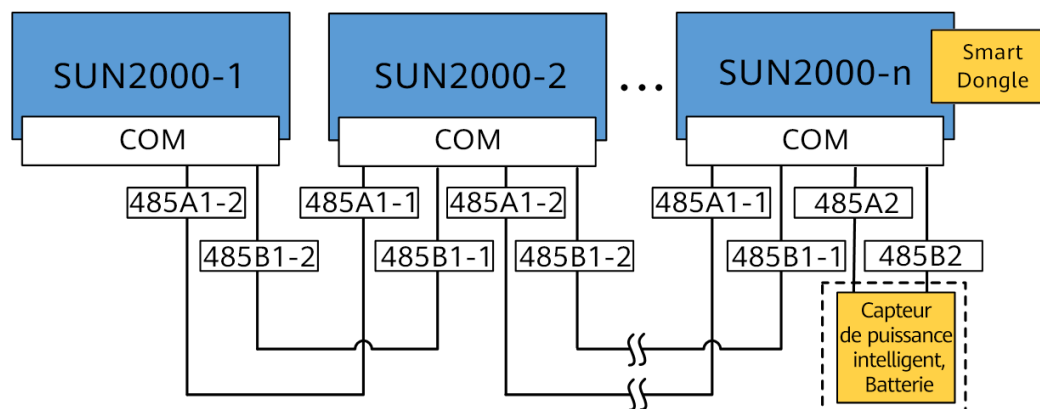 SUN2000-1
SUN2000-2
...
SUN2000-n
Smart
Dongle
COM
COM
COM
485A1-2
485A1-1
485A1-2
485A1-1
485A2
485B1-2
485B1-1
485B1-2
485B1-1
485B2
Capteur
de puissance
intelligent,
Batterie